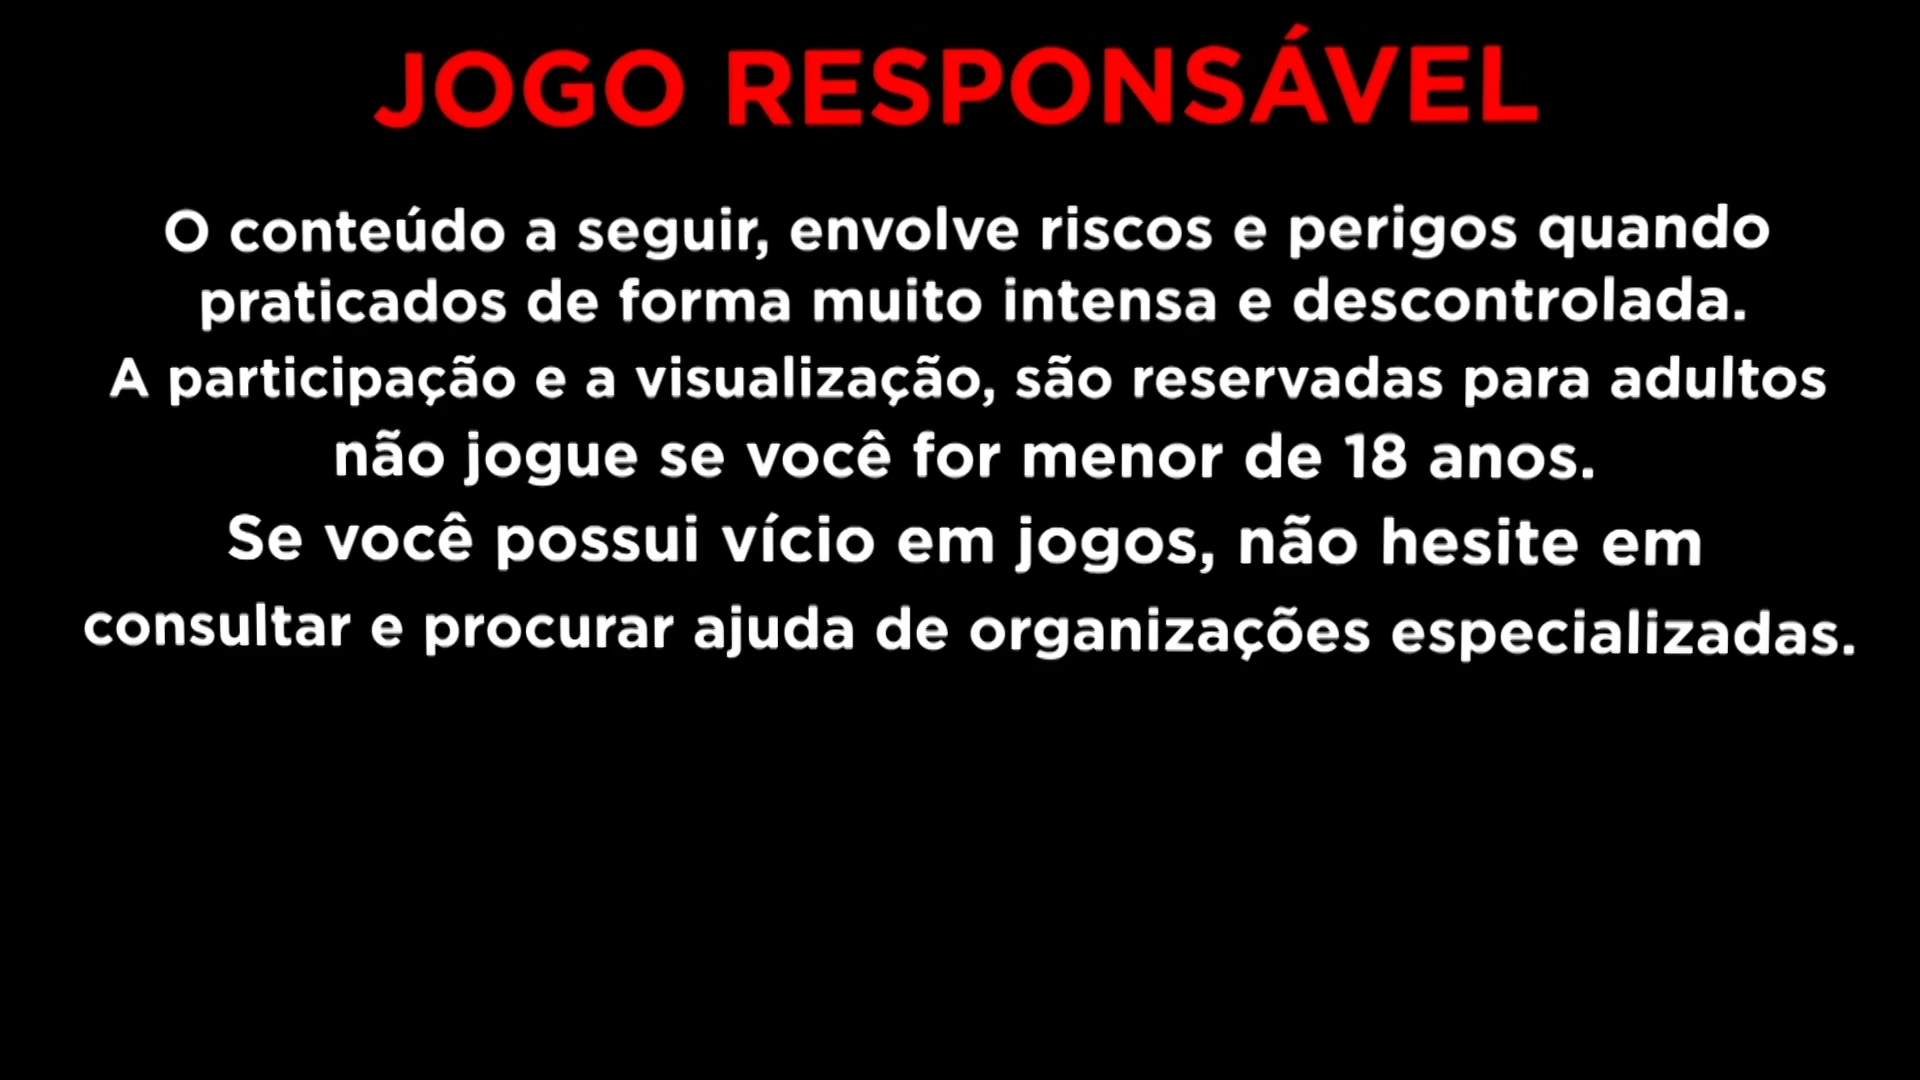 JOGO RESPONSÁVEL
O conteúdo a seguir, envolve riscos e perigos quando
praticados de forma muito intensa e descontrolada.
A participação e a visualização, são reservadas para adultos
não jogue se você for menor de 18 anos.
Se você possui vício em jogos, não hesite em
consultar e procurar ajuda de organizações especializadas.